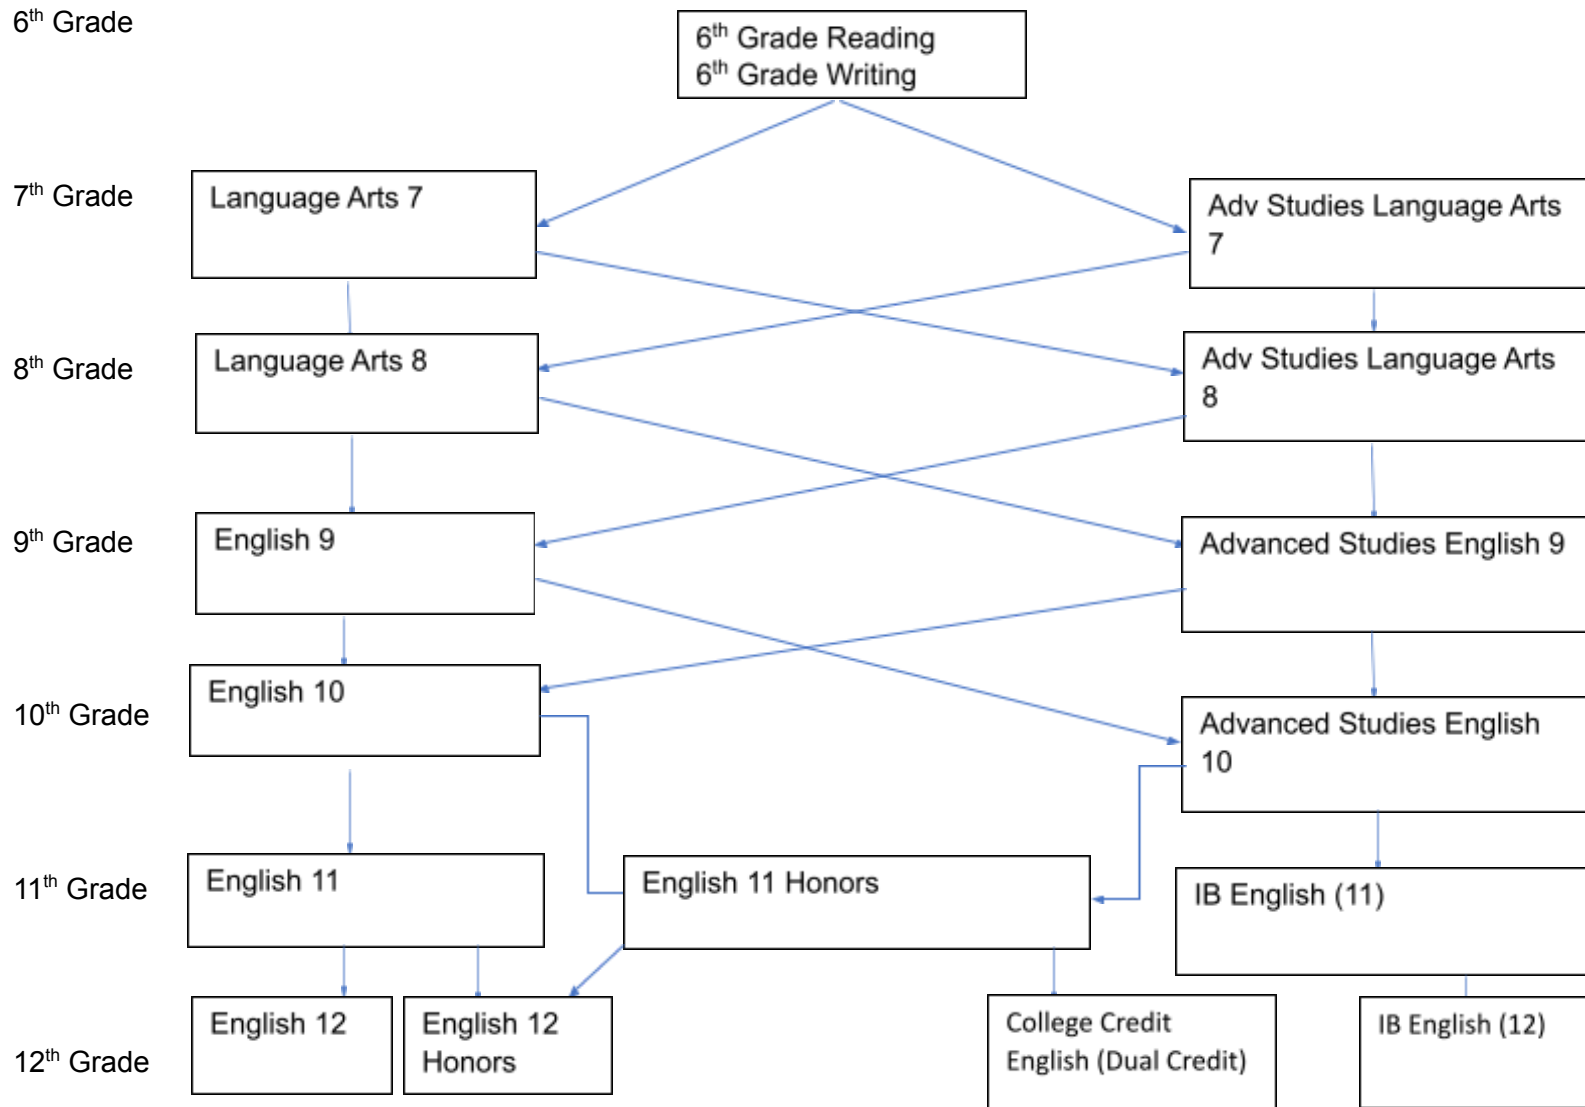 6th Grade
6th Grade Reading
6th Grade Writing
7th Grade
Language Arts 7
Adv Studies Language Arts
7
8th Grade
Language Arts 8
Adv Studies Language Arts
8
9th Grade
English 9
Advanced Studies English 9
10th Grade
English 10
Advanced Studies English
10
11th Grade
English 11
English 11 Honors
IB English (11)
12th Grade
English 12
English 12
Honors
College Credit
English (Dual Credit)
IB English (12)